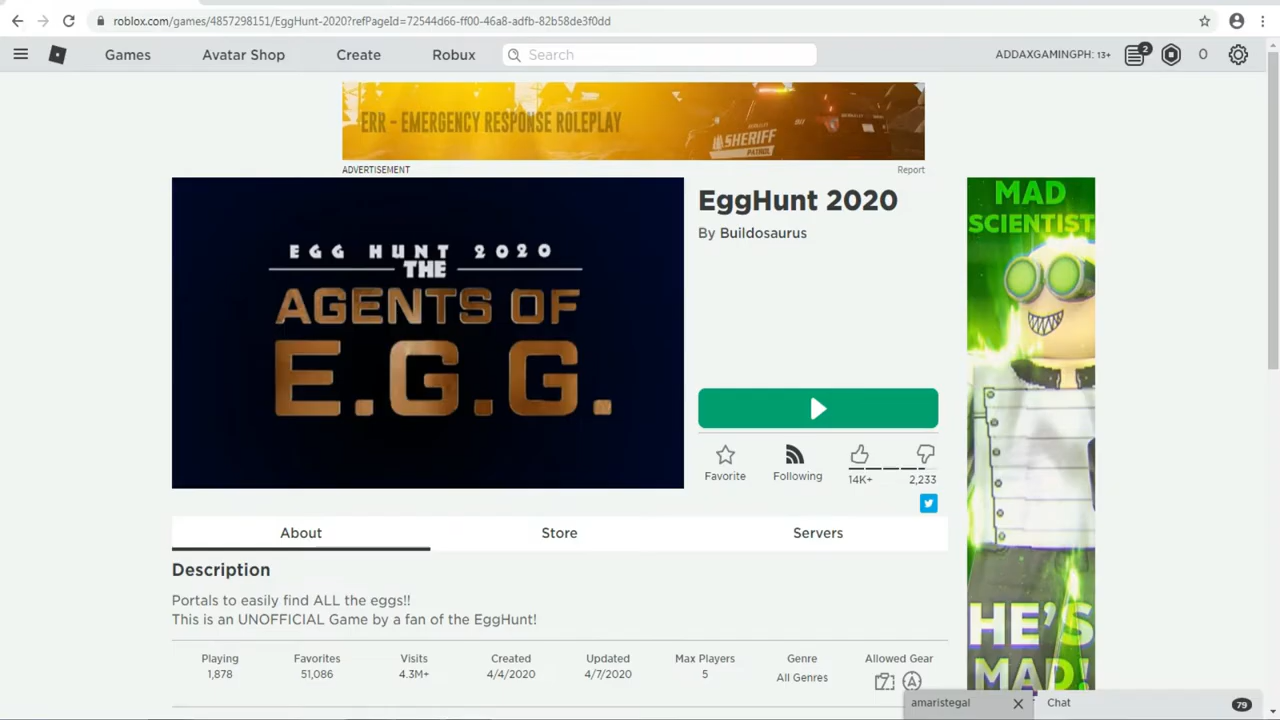 roblox.com/games/4857298151/EggHunt-2020?refPageId=72544d66-ff00-46a8-adfb-82b58de3f0dd
Games
Avatar Shop
Create
Robux
Search
ADDAXGAMINGPH: 13+
2
0
ERR - EMERGENCY RESPONSE ROLEPLAY
SHERIFF
PATROL
ADVERTISEMENT
Report
EGG HUNT 2020
THE
AGENTS OF
E.G.G.
EggHunt 2020
By Buildosaurus
Favorite
Following
14K+
2,233
MAD
SCIENTIST
HE'S
MAD!
About
Store
Servers
Description
Portals to easily find ALL the eggs!!
This is an UNOFFICIAL Game by a fan of the EggHunt!
Playing
Favorites
Visits
Created
Updated
Max Players
Genre
Allowed Gear
1,878
51,086
4.3M+
4/4/2020
4/7/2020
5
All Genres
amaristegal
Chat
79